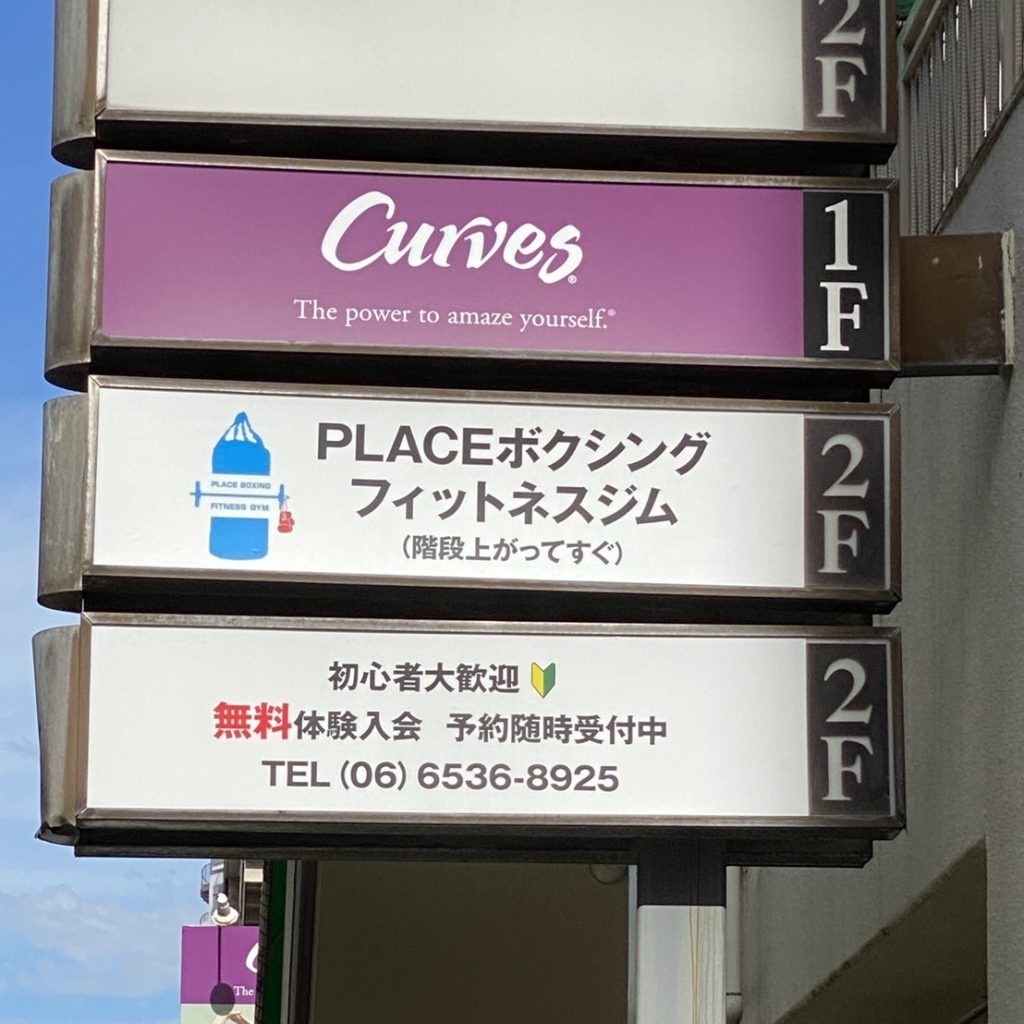 2F
Curves®
The power to amaze yourself.®
1F
PLACE BOXING
FITNESS GYM
PLACEボクシング
フィットネスジム
(階段上がってすぐ)
2F
初心者大歓迎
無料体験入会 予約随時受付中
TEL (06) 6536-8925
2F
The